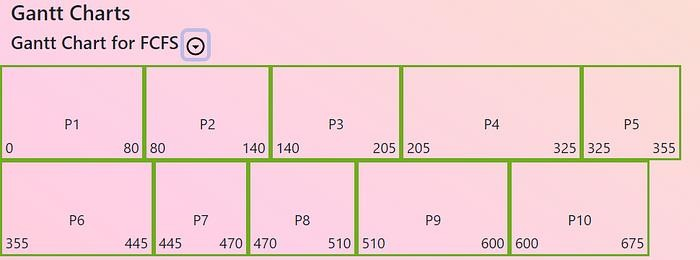 Gantt Charts
Gantt Chart for FCFS
P1 P2 P3 P4 P5
0 80 80 140 140 205 205 325 325 355
P6 P7 P8 P9 P10
355 445 445 470 470 510 510 600 600 675